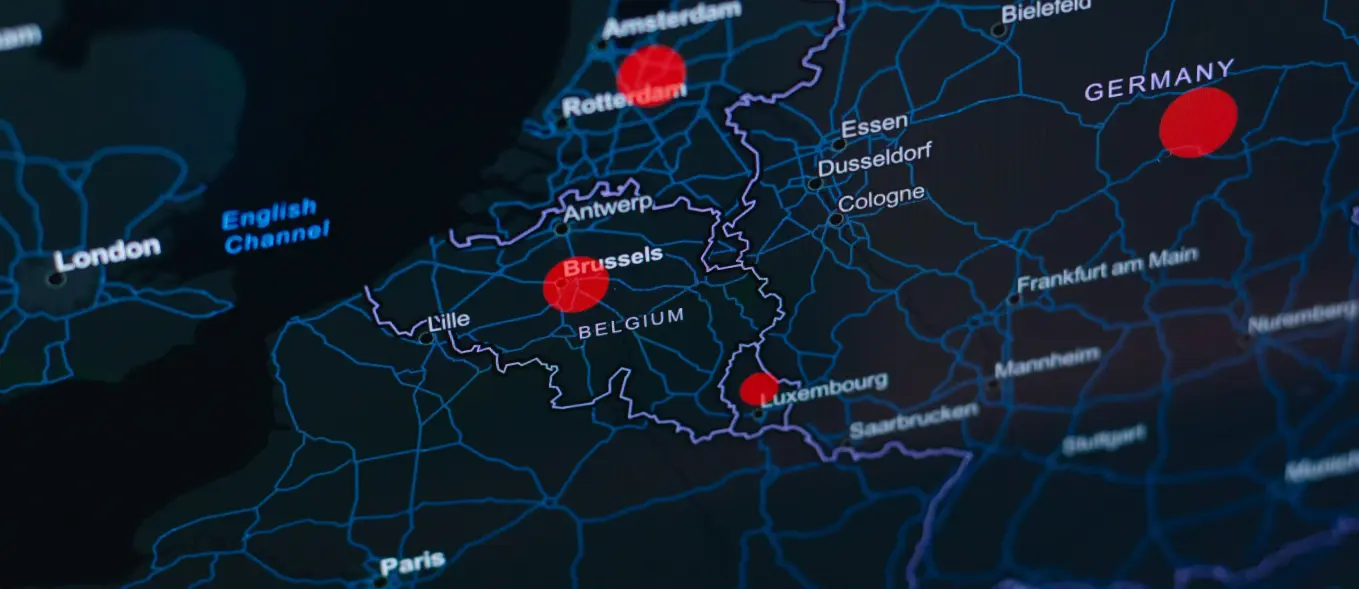 Amsterdam
Bielefeld
GERMANY
Rotterdam
Essen
Dusseldorf
Cologne
Antwerp
English
Channel
London
Brussels
Frankfurt am Main
BELGIUM
Lille
Nuremberg
Mannheim
Luxembourg
Saarbrucken
Stuttgart
Paris